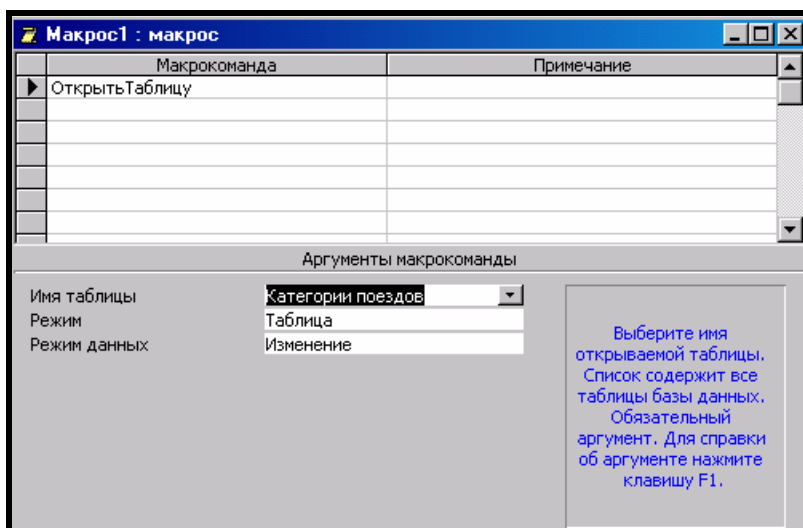 Макрос1 : макрос
Макрокоманда Примечание
ОткрытьТаблицу
Аргументы макрокоманды
Имя таблицы Категории поездов
Режим Таблица
Режим данных Изменение
Выберите имя
открываемой таблицы.
Список содержит все
таблицы базы данных.
Обязательный
аргумент. Для справки
об аргументе нажмите
клавишу F1.